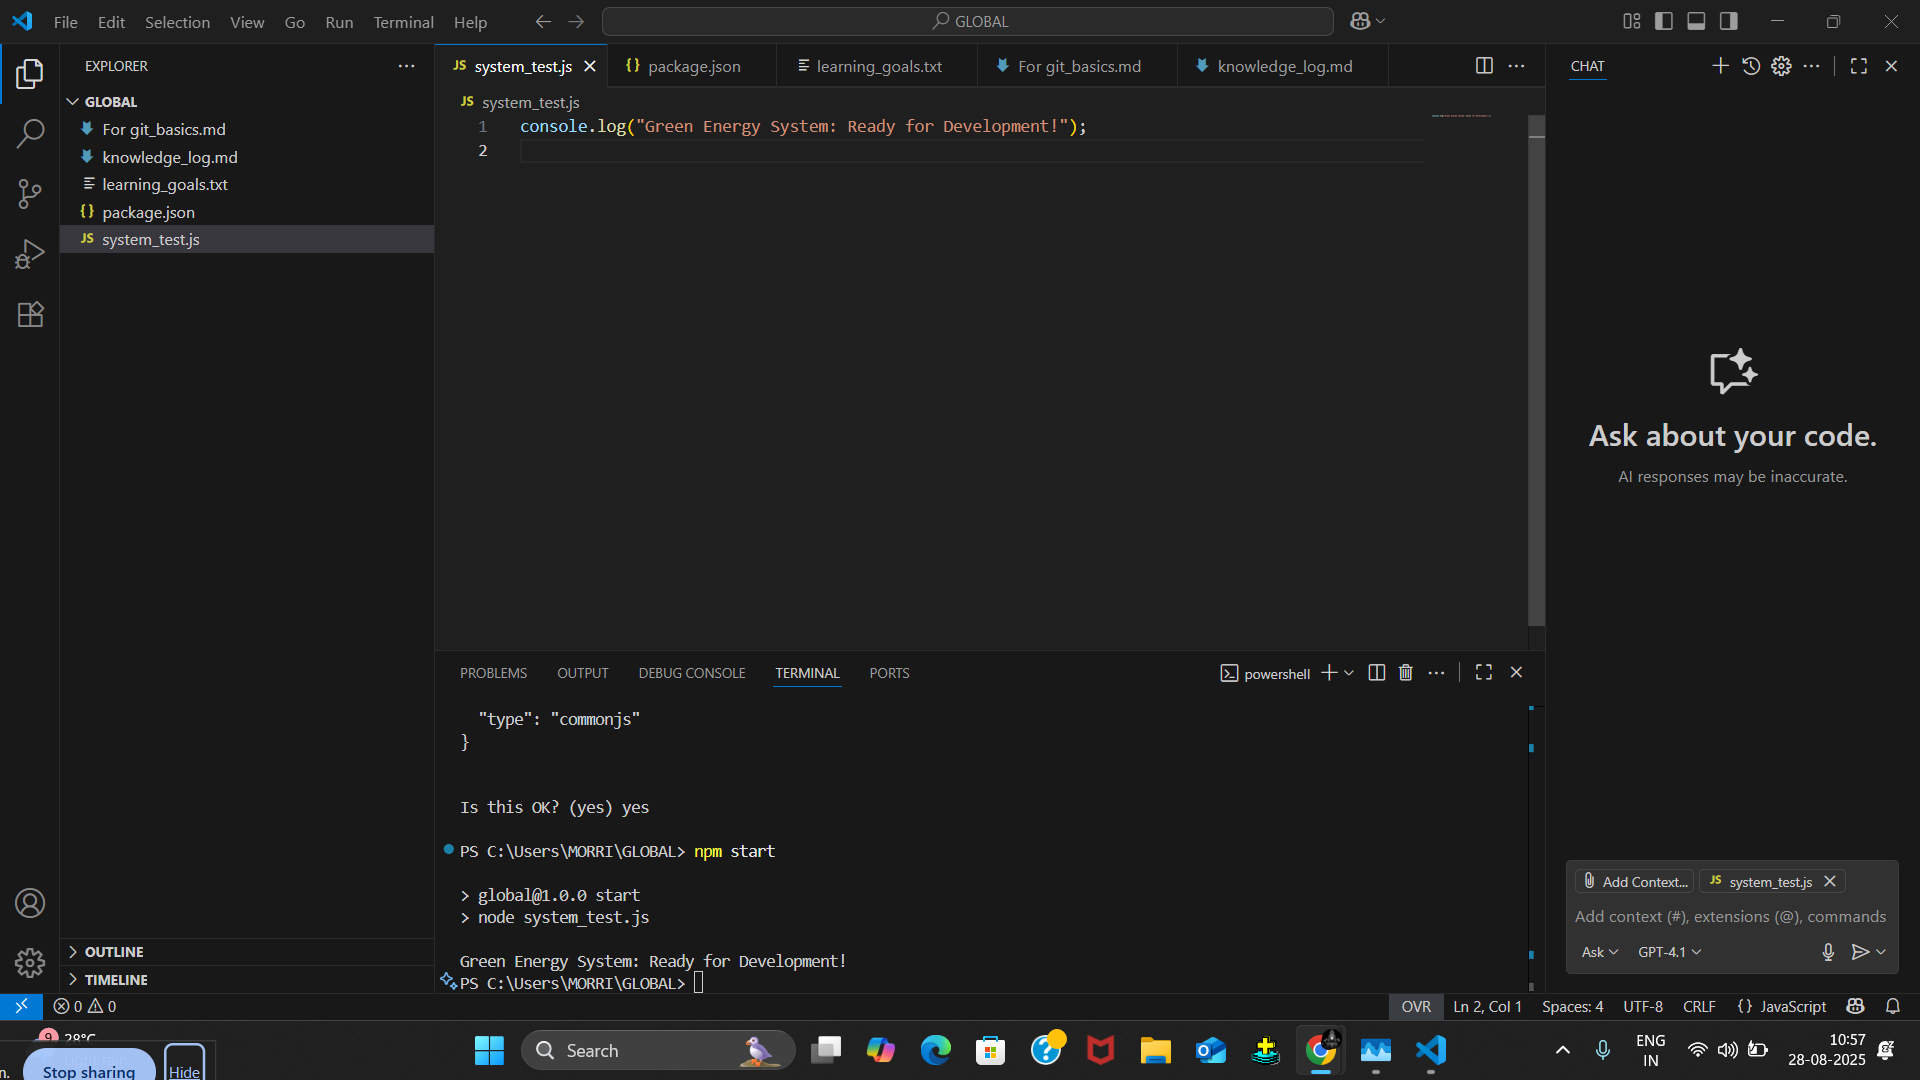 File Edit Selection View Go Run Terminal Help
GLOBAL
EXPLORER
GLOBAL
For git_basics.md
knowledge_log.md
learning_goals.txt
package.json
JS system_test.js
OUTLINE
TIMELINE
JS system_test.js
{} package.json
learning_goals.txt
For git_basics.md
knowledge_log.md
JS system_test.js
1 console.log("Green Energy System: Ready for Development!");
2
PROBLEMS OUTPUT DEBUG CONSOLE TERMINAL PORTS
powershell
"type": "commonjs"
}
Is this OK? (yes) yes
PS C:\Users\MORRI\GLOBAL> npm start
> global@1.0.0 start
> node system_test.js
Green Energy System: Ready for Development!
PS C:\Users\MORRI\GLOBAL>
CHAT
Ask about your code.
AI responses may be inaccurate.
Add Context...
JS system_test.js
Add context (#), extensions (@), commands
Ask GPT-4.1
0 0
OVR Ln 2, Col 1 Spaces: 4 UTF-8 CRLF {} JavaScript
9
28°C
Stop sharing
Hide
Search
ENG
IN
10:57
28-08-2025